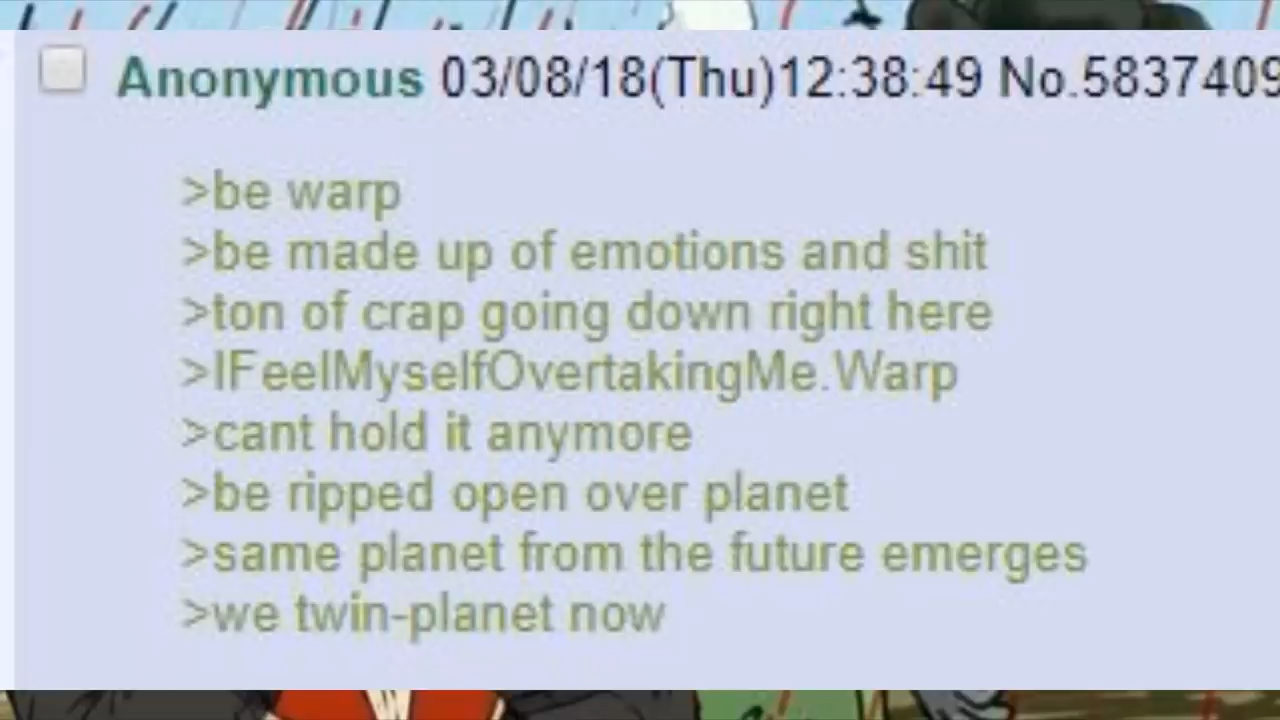 Anonymous 03/08/18(Thu)12:38:49 No.5837409
>be warp
>be made up of emotions and shit
>ton of crap going down right here
>IFeelMyselfOvertakingMe.Warp
>cant hold it anymore
>be ripped open over planet
>same planet from the future emerges
>we twin-planet now